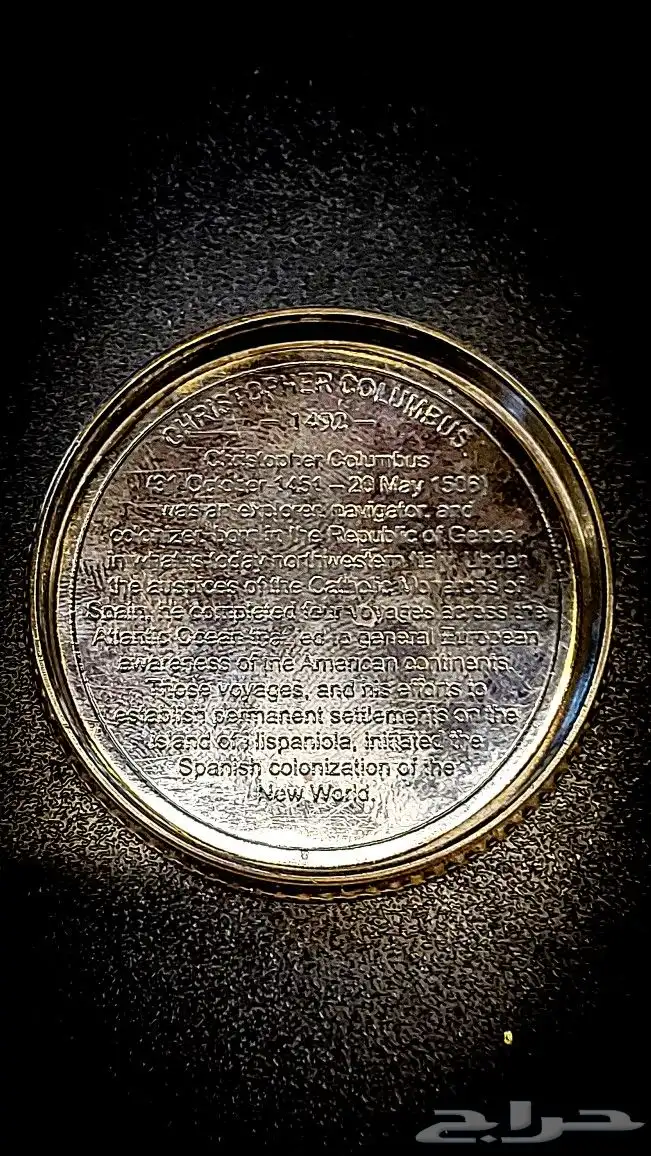 CHRISTOPHER COLUMBUS
— 1492 —
Christopher Columbus
(31 October 1451 – 20 May 1506)
was an explorer, navigator, and
colonizer, born in the Republic of Genoa,
in what is today northwestern Italy. Under
the auspices of the Catholic Monarchs of
Spain, he completed four voyages across the
Atlantic Ocean that led to general European
awareness of the American continents.
Those voyages, and his efforts to
establish permanent settlements on the
island of Hispaniola, initiated the
Spanish colonization of the
New World.
حراج